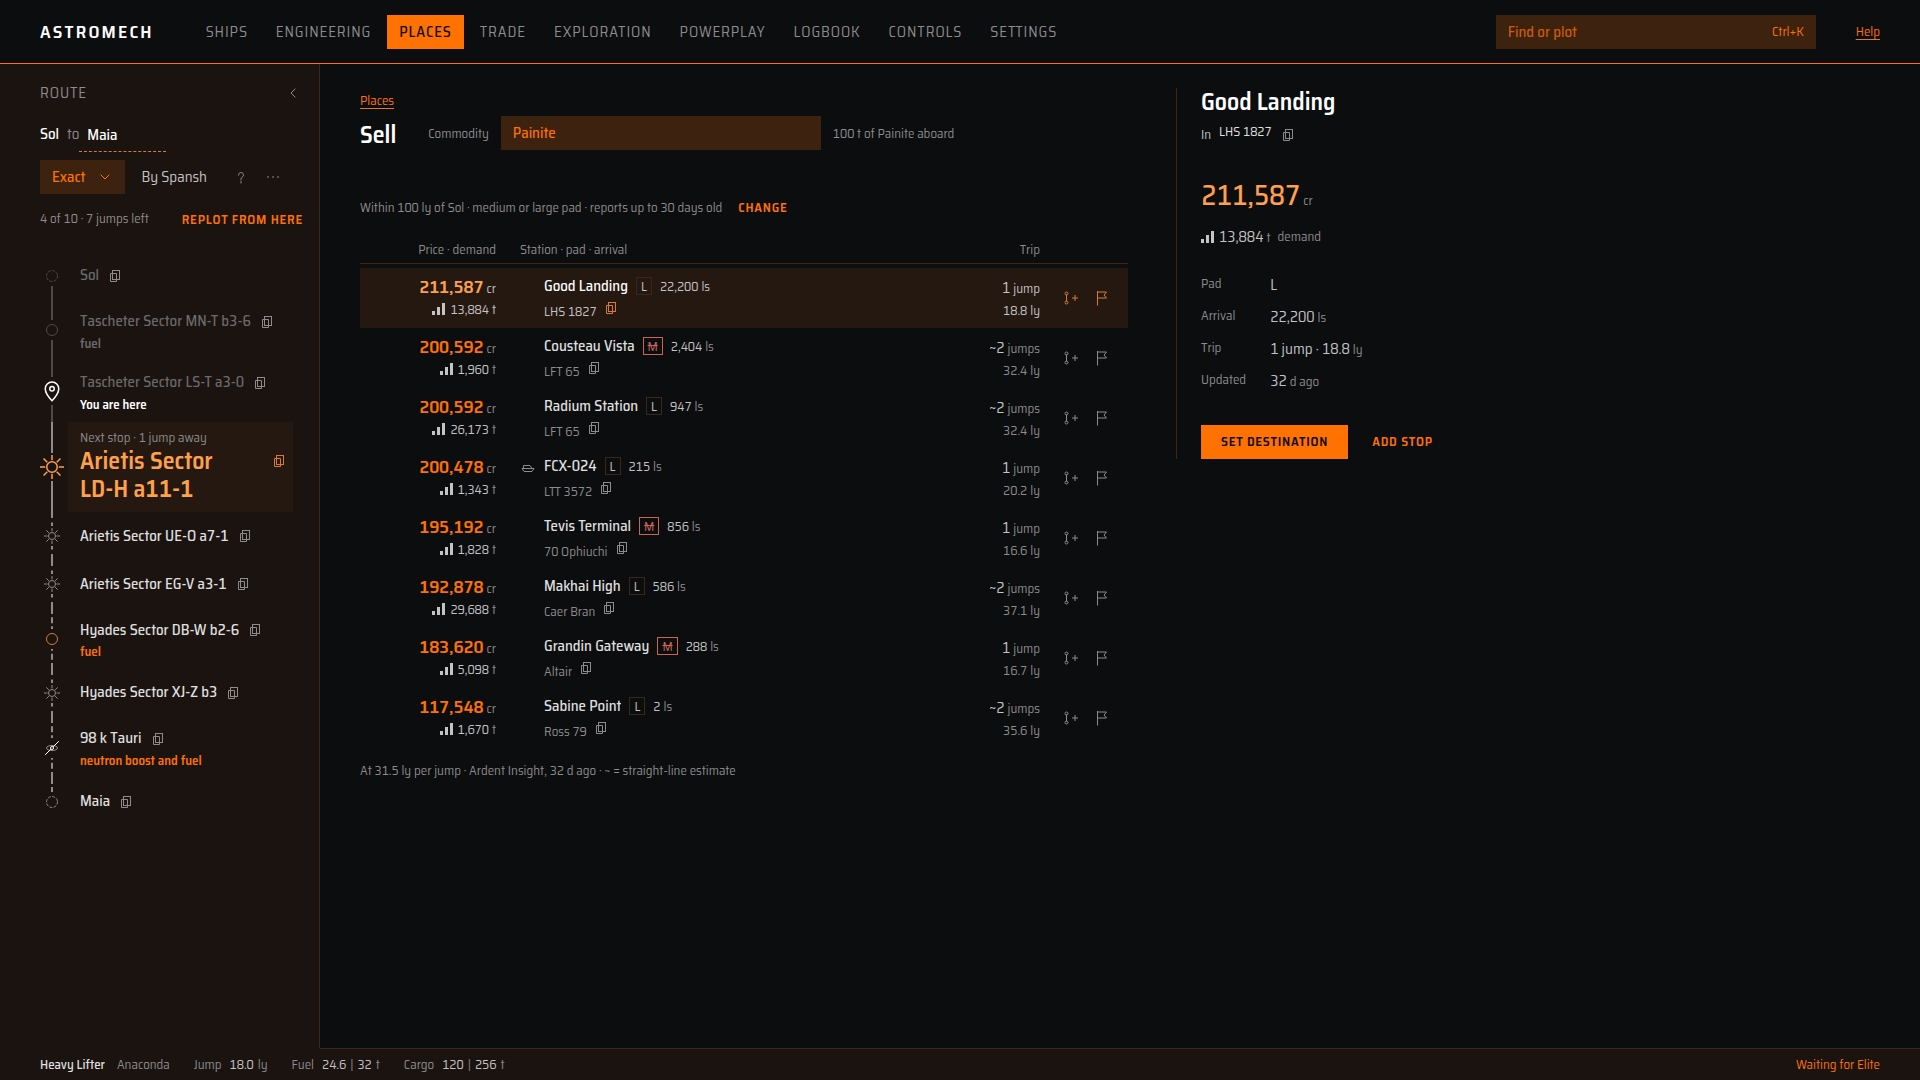 ASTROMECH
SHIPS ENGINEERING PLACES TRADE EXPLORATION POWERPLAY LOGBOOK CONTROLS SETTINGS
Find or plot Ctrl+K
Help
ROUTE
Sol to Maia
Exact By Spansh ? ···
4 of 10 · 7 jumps left REPLOT FROM HERE
Sol
Tascheter Sector MN-T b3-6
fuel
Tascheter Sector LS-T a3-0
You are here
Next stop · 1 jump away
Arietis Sector
LD-H a11-1
Arietis Sector UE-O a7-1
Arietis Sector EG-V a3-1
Hyades Sector DB-W b2-6
fuel
Hyades Sector XJ-Z b3
98 k Tauri
neutron boost and fuel
Maia
Places
Sell Commodity Painite 100 t of Painite aboard
Within 100 ly of Sol · medium or large pad · reports up to 30 days old CHANGE
Price · demand Station · pad · arrival Trip
211,587 cr Good Landing L 22,200 ls 1 jump
13,884 t LHS 1827 18.8 ly
200,592 cr Cousteau Vista M 2,404 ls ~2 jumps
1,960 t LFT 65 32.4 ly
200,592 cr Radium Station L 947 ls ~2 jumps
26,173 t LFT 65 32.4 ly
200,478 cr FCX-024 L 215 ls 1 jump
1,343 t LTT 3572 20.2 ly
195,192 cr Tevis Terminal M 856 ls 1 jump
1,828 t 70 Ophiuchi 16.6 ly
192,878 cr Makhai High L 586 ls ~2 jumps
29,688 t Caer Bran 37.1 ly
183,620 cr Grandin Gateway M 288 ls 1 jump
5,098 t Altair 16.7 ly
117,548 cr Sabine Point L 2 ls ~2 jumps
1,670 t Ross 79 35.6 ly
At 31.5 ly per jump · Ardent Insight, 32 d ago · ~ = straight-line estimate
Good Landing
In LHS 1827
211,587 cr
13,884 t demand
Pad L
Arrival 22,200 ls
Trip 1 jump · 18.8 ly
Updated 32 d ago
SET DESTINATION ADD STOP
Heavy Lifter Anaconda Jump 18.0 ly Fuel 24.6 | 32 t Cargo 120 | 256 t
Waiting for Elite